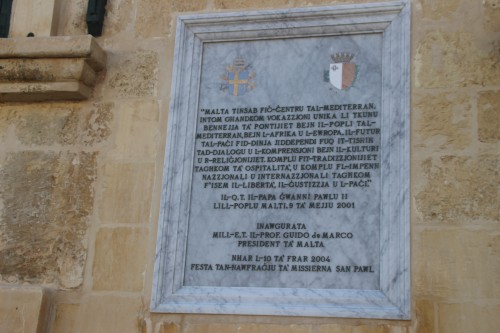 "MALTA TINSAB FIĊ-ĊENTRU TAL-MEDITERRAN.
INTOM GRANDKOM VOKAZZJONI UNIKA LI TKUNU
BENNEJJA TA' PONTIJIET BEJN IL-POPLI TAL-
MEDITERRAN, BEJN L-AFRIKA U L-EWROPA. IL-FUTUR
TAL-PAĊI FID-DINJA JIDDEPENDI FUQ IT-TISĦIĦ
TAD-DJALOGU U L-KOMPRENSJONI BEJN IL-KULTURI
U R-RELIĠJONIJIET. KOMPLU FIT-TRADIZZJONIJIET
TAGĦKOM TA' OSPITALITÀ, U KOMPLU FL-IMPENN
NAZZJONALI U INTERNAZZJONALI TAGĦKOM
F'ISEM IL-LIBERTÀ, IL-ĠUSTIZZJA U L-PAĊI."
IL-Q.T. IL-PAPA ĠWANNI PAWLU II
LILL-POPLU MALTI, 9 TA' MEJJU 2001
INAWGURATA
MILL-E.T. IL-PROF. GUIDO de MARCO
PRESIDENT TA' MALTA
NHAR L-10 TA' FRAR 2004
FESTA TAN-NAWFRAĠJU TA' MISSIERNA SAN PAWL